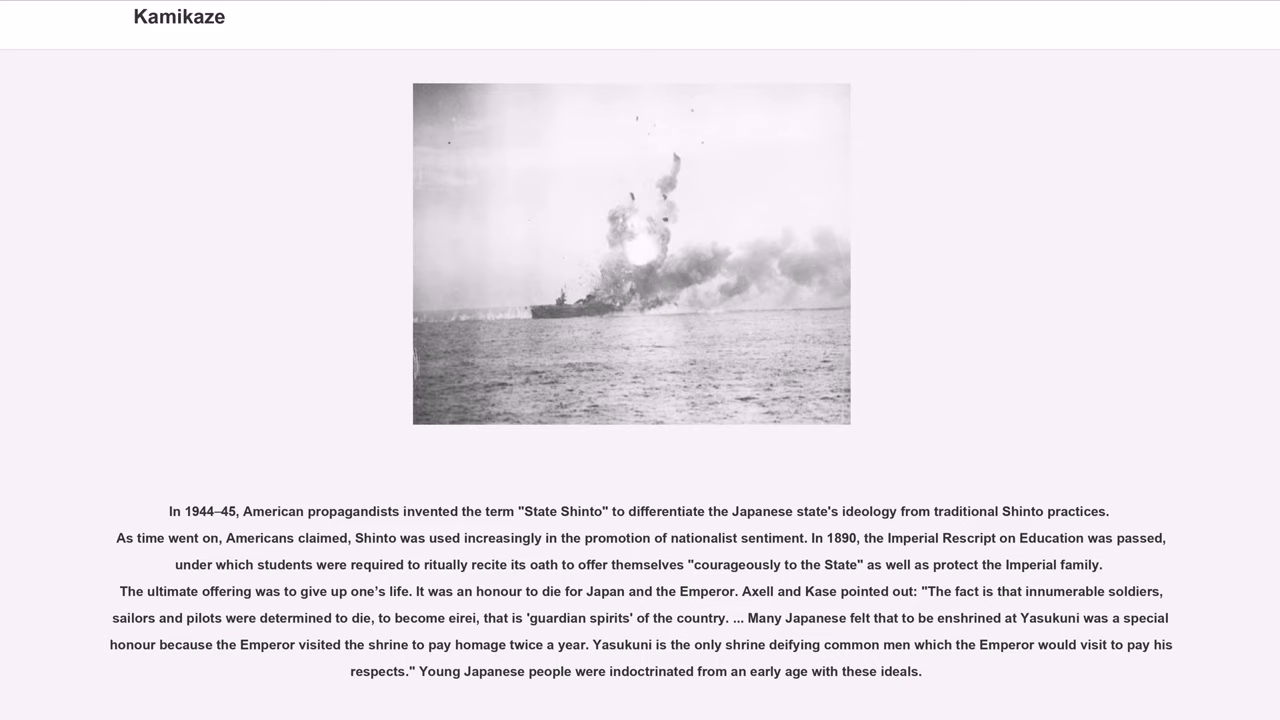 Kamikaze
In 1944–45, American propagandists invented the term "State Shinto" to differentiate the Japanese state's ideology from traditional Shinto practices.
As time went on, Americans claimed, Shinto was used increasingly in the promotion of nationalist sentiment. In 1890, the Imperial Rescript on Education was passed,
under which students were required to ritually recite its oath to offer themselves "courageously to the State" as well as protect the Imperial family.
The ultimate offering was to give up one’s life. It was an honour to die for Japan and the Emperor. Axell and Kase pointed out: "The fact is that innumerable soldiers,
sailors and pilots were determined to die, to become eirei, that is 'guardian spirits' of the country. ... Many Japanese felt that to be enshrined at Yasukuni was a special
honour because the Emperor visited the shrine to pay homage twice a year. Yasukuni is the only shrine deifying common men which the Emperor would visit to pay his
respects." Young Japanese people were indoctrinated from an early age with these ideals.